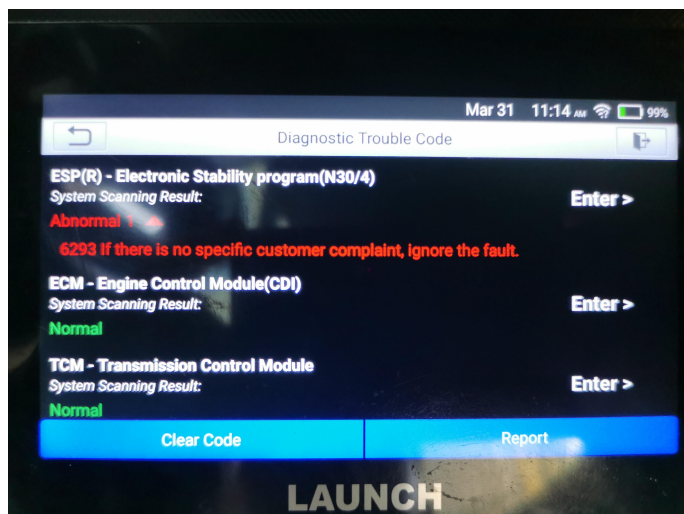 Mar 31 11:14 AM 99%
Diagnostic Trouble Code
ESP(R) - Electronic Stability program(N30/4)
System Scanning Result:
Enter >
Abnormal 1
6293 If there is no specific customer complaint, ignore the fault.
ECM - Engine Control Module(CDI)
System Scanning Result:
Enter >
Normal
TCM - Transmission Control Module
System Scanning Result:
Enter >
Normal
Clear Code Report
LAUNCH